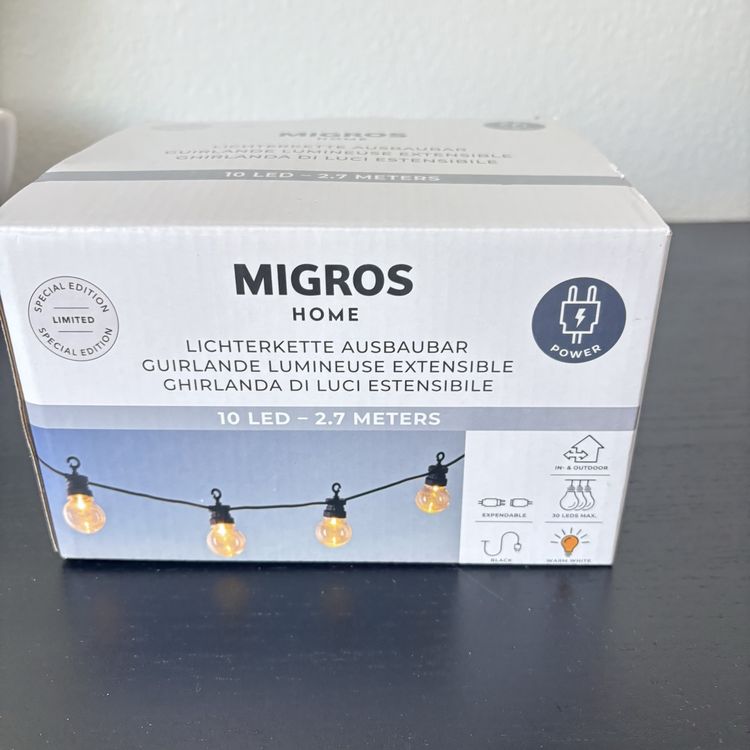 MIGROS
HOME
LICHTERKETTE AUSBAUBAR
GUIRLANDE LUMINEUSE EXTENSIBLE
GHIRLANDA DI LUCI ESTENSIBILE
10 LED – 2.7 METERS
SPECIAL EDITION
LIMITED
SPECIAL EDITION
MIGROS
HOME
POWER
LICHTERKETTE AUSBAUBAR
GUIRLANDE LUMINEUSE EXTENSIBLE
GHIRLANDA DI LUCI ESTENSIBILE
10 LED – 2.7 METERS
IN- & OUTDOOR
EXPENDABLE
30 LEDS MAX.
BLACK
WARM WHITE